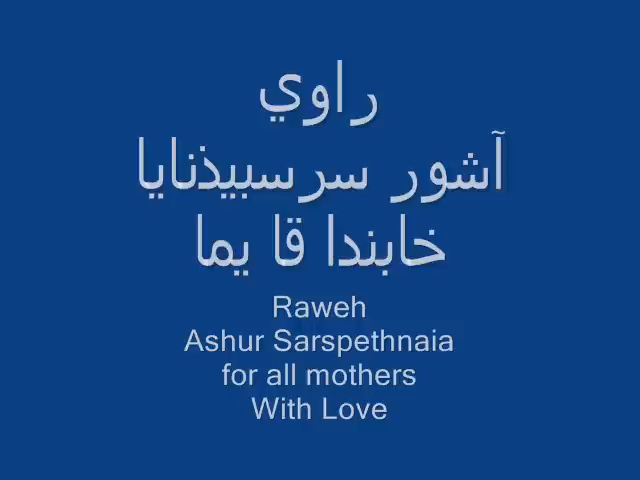 راوي
آشور سرسبيذنايا
خابندا قا يما
Raweh
Ashur Sarspethnaia
for all mothers
With Love